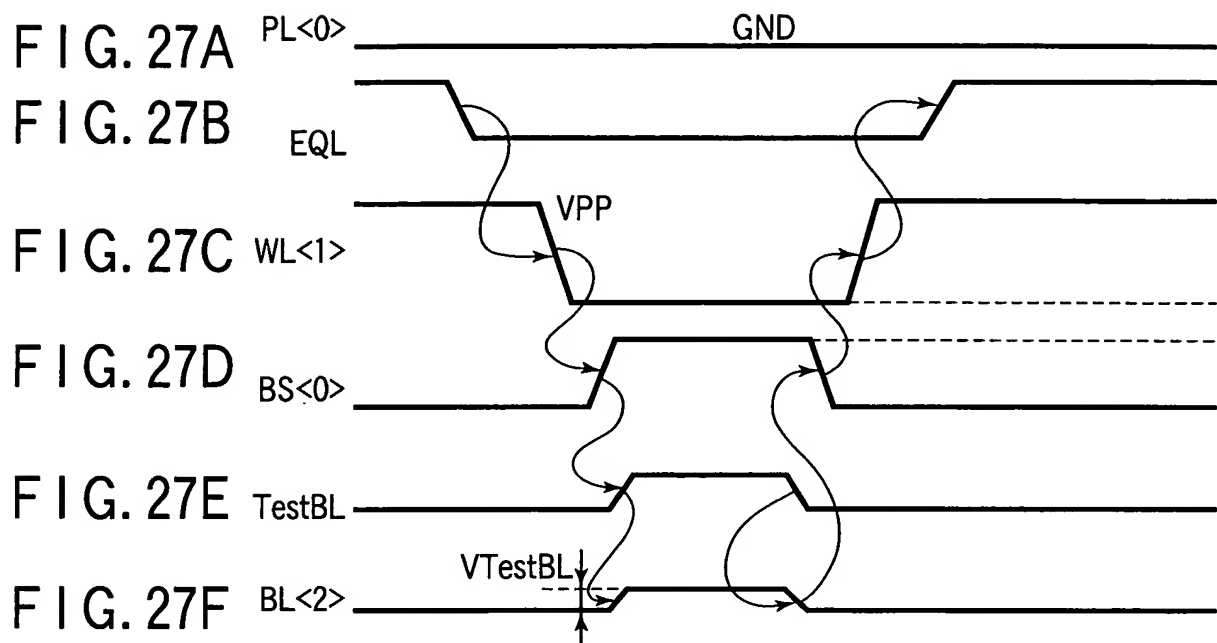 FIG. 27A PL<0> GND
FIG. 27B EQL
FIG. 27C WL<1> VPP
FIG. 27D BS<0>
FIG. 27E TestBL
VTestBL
FIG. 27F BL<2>